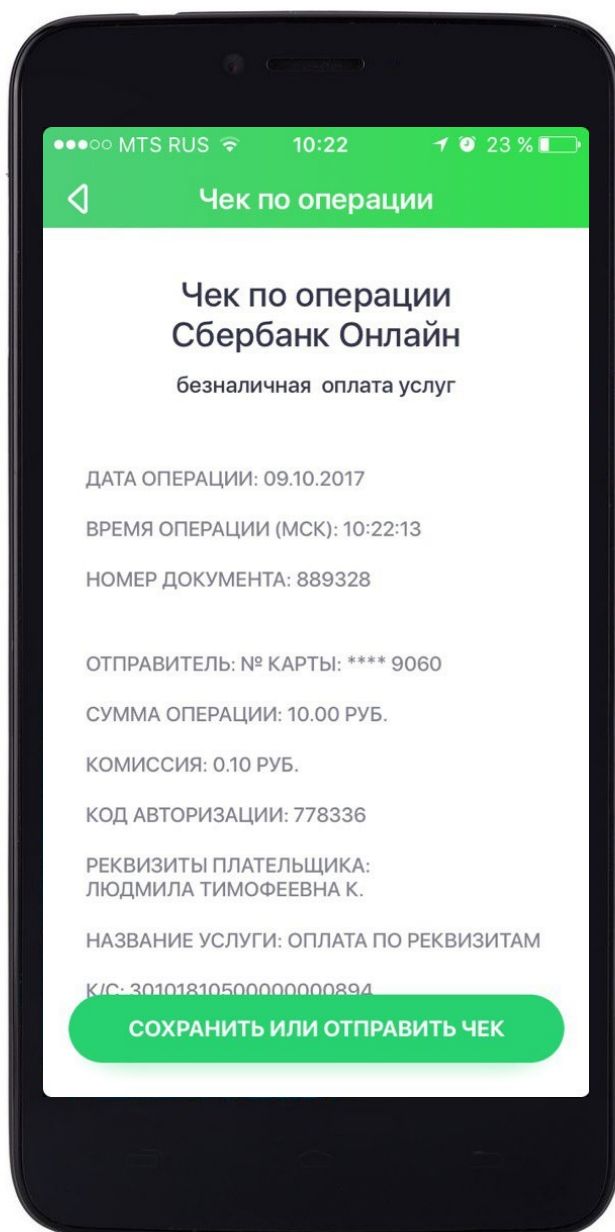 MTS RUS 10:22 23 %
Чек по операции
Чек по операции
Сбербанк Онлайн
безналичная оплата услуг
ДАТА ОПЕРАЦИИ: 09.10.2017
ВРЕМЯ ОПЕРАЦИИ (МСК): 10:22:13
НОМЕР ДОКУМЕНТА: 889328
ОТПРАВИТЕЛЬ: № КАРТЫ: **** 9060
СУММА ОПЕРАЦИИ: 10.00 РУБ.
КОМИССИЯ: 0.10 РУБ.
КОД АВТОРИЗАЦИИ: 778336
РЕКВИЗИТЫ ПЛАТЕЛЬЩИКА:
ЛЮДМИЛА ТИМОФЕЕВНА К.
НАЗВАНИЕ УСЛУГИ: ОПЛАТА ПО РЕКВИЗИТАМ
К/С: 30101810500000000894
СОХРАНИТЬ ИЛИ ОТПРАВИТЬ ЧЕК